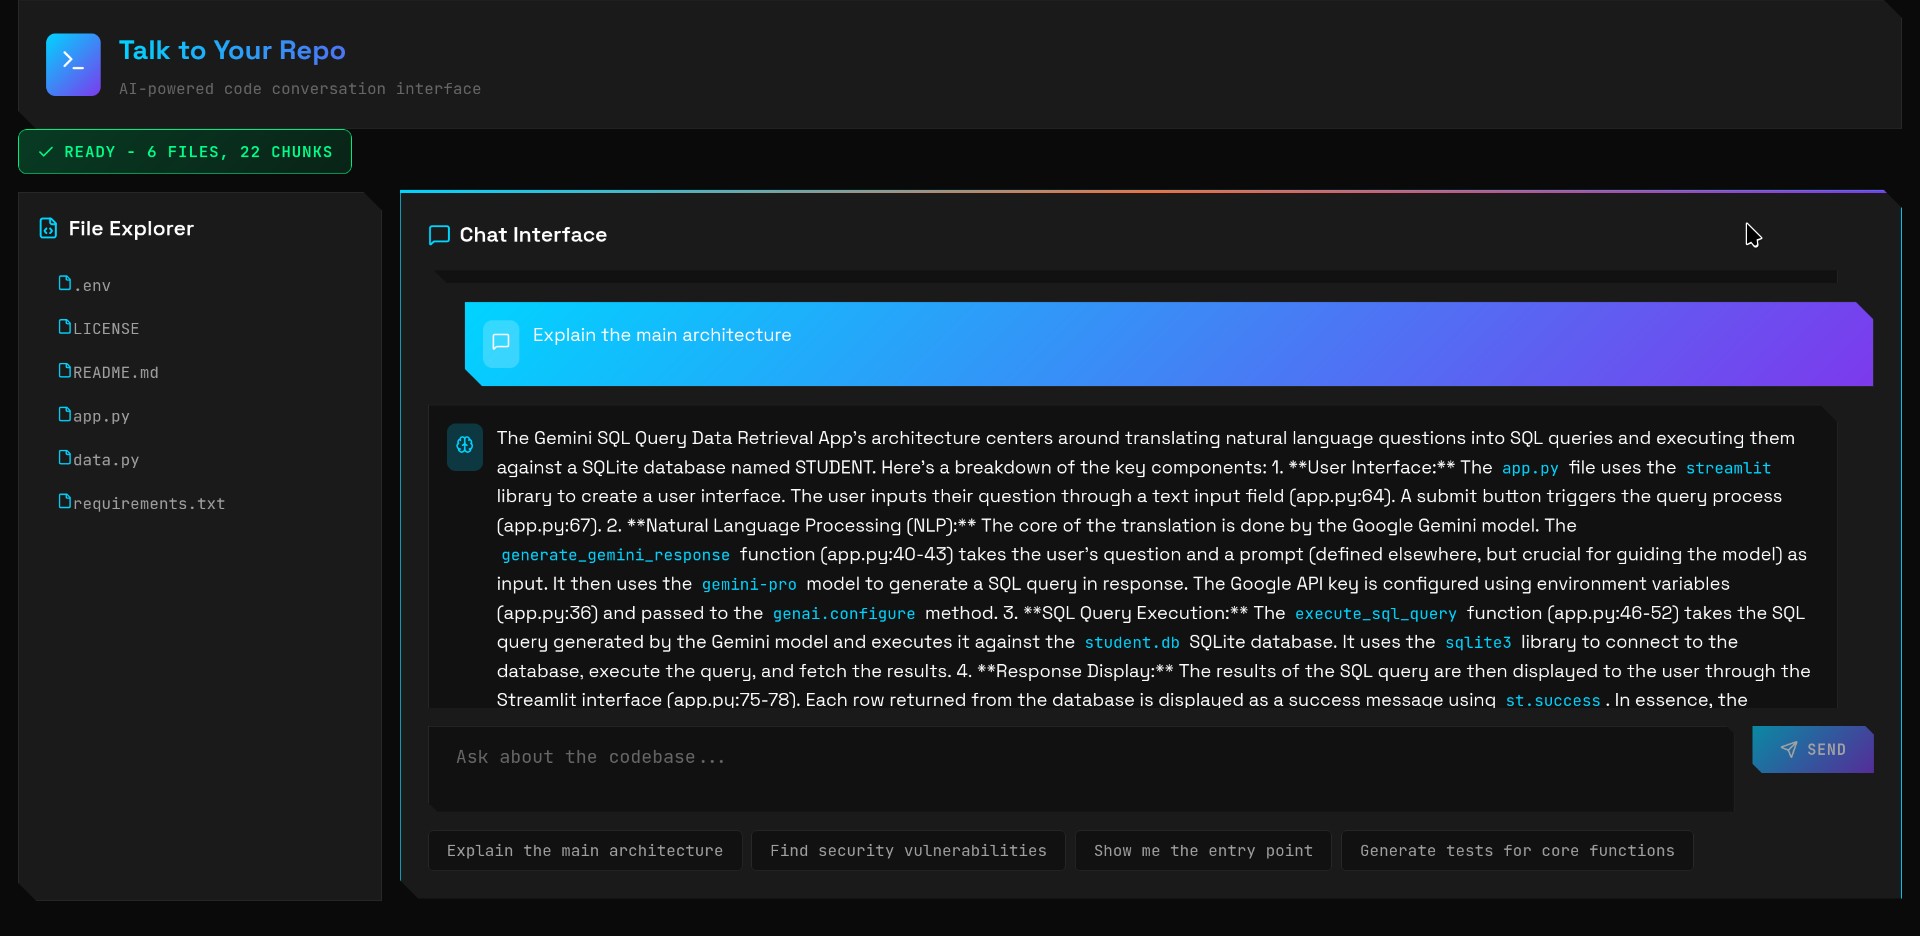 Talk to Your Repo
AI-powered code conversation interface
READY - 6 FILES, 22 CHUNKS
File Explorer
.env
LICENSE
README.md
app.py
data.py
requirements.txt
Chat Interface
Explain the main architecture
The Gemini SQL Query Data Retrieval App's architecture centers around translating natural language questions into SQL queries and executing them
against a SQLite database named STUDENT. Here's a breakdown of the key components: 1. **User Interface:** The app.py file uses the streamlit
library to create a user interface. The user inputs their question through a text input field (app.py:64). A submit button triggers the query process
(app.py:67). 2. **Natural Language Processing (NLP):** The core of the translation is done by the Google Gemini model. The
generate_gemini_response function (app.py:40-43) takes the user's question and a prompt (defined elsewhere, but crucial for guiding the model) as
input. It then uses the gemini-pro model to generate a SQL query in response. The Google API key is configured using environment variables
(app.py:36) and passed to the genai.configure method. 3. **SQL Query Execution:** The execute_sql_query function (app.py:46-52) takes the SQL
query generated by the Gemini model and executes it against the student.db SQLite database. It uses the sqlite3 library to connect to the
database, execute the query, and fetch the results. 4. **Response Display:** The results of the SQL query are then displayed to the user through the
Streamlit interface (app.py:75-78). Each row returned from the database is displayed as a success message using st.success. In essence, the
Ask about the codebase...
SEND
Explain the main architecture
Find security vulnerabilities
Show me the entry point
Generate tests for core functions